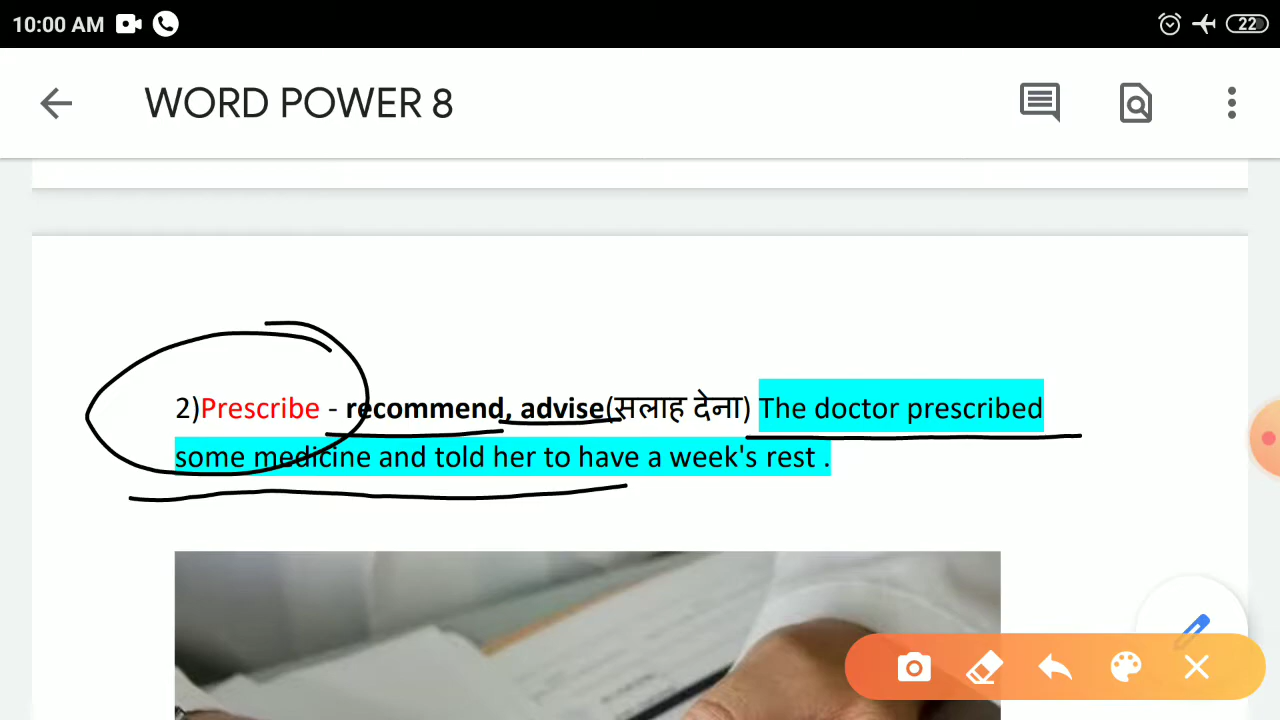 10:00 AM
22
WORD POWER 8
2)Prescribe - recommend, advise(सलाह देना) The doctor prescribed
some medicine and told her to have a week's rest .